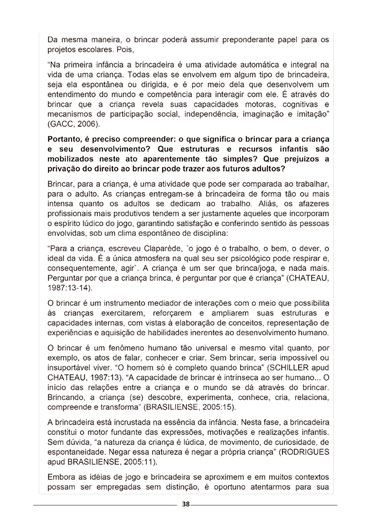 Da mesma maneira, o brincar poderá assumir preponderante papel para os
projetos escolares. Pois,
“Na primeira infância a brincadeira é uma atividade automática e integral na
vida de uma criança. Todas elas se envolvem em algum tipo de brincadeira,
seja ela espontânea ou dirigida, e é por meio dela que desenvolvem um
entendimento do mundo e competência para interagir com ele. É através do
brincar que a criança revela suas capacidades motoras, cognitivas e
mecanismos de participação social, independência, imaginação e imitação”
(GACC, 2006).
Portanto, é preciso compreender: o que significa o brincar para a criança
e seu desenvolvimento? Que estruturas e recursos infantis são
mobilizados neste ato aparentemente tão simples? Que prejuízos a
privação do direito ao brincar pode trazer aos futuros adultos?
Brincar, para a criança, é uma atividade que pode ser comparada ao trabalhar,
para o adulto. As crianças entregam-se à brincadeira de forma tão ou mais
intensa quanto os adultos se dedicam ao trabalho. Aliás, os afazeres
profissionais mais produtivos tendem a ser justamente aqueles que incorporam
o espírito lúdico do jogo, garantindo satisfação e conferindo sentido às pessoas
envolvidas, sob um clima espontâneo de disciplina:
“Para a criança, escreveu Claparède, ´o jogo é o trabalho, o bem, o dever, o
ideal da vida. É a única atmosfera na qual seu ser psicológico pode respirar e,
consequentemente, agir´. A criança é um ser que brinca/joga, e nada mais.
Perguntar por que a criança brinca, é perguntar por que é criança” (CHATEAU,
1987:13-14).
O brincar é um instrumento mediador de interações com o meio que possibilita
às crianças exercitarem, reforçarem e ampliarem suas estruturas e
capacidades internas, com vistas à elaboração de conceitos, representação de
experiências e aquisição de habilidades inerentes ao desenvolvimento humano.
O brincar é um fenômeno humano tão universal e mesmo vital quanto, por
exemplo, os atos de falar, conhecer e criar. Sem brincar, seria impossível ou
insuportável viver. “O homem só é completo quando brinca” (SCHILLER apud
CHATEAU, 1987:13). “A capacidade de brincar é intrínseca ao ser humano... O
início das relações entre a criança e o mundo se dá através do brincar.
Brincando, a criança (se) descobre, experimenta, conhece, cria, relaciona,
compreende e transforma” (BRASILIENSE, 2005:15).
A brincadeira está incrustada na essência da infância. Nesta fase, a brincadeira
constitui o motor fundante das expressões, motivações e realizações infantis.
Sem dúvida, “a natureza da criança é lúdica, de movimento, de curiosidade, de
espontaneidade. Negar essa natureza é negar a própria criança” (RODRIGUES
apud BRASILIENSE, 2005:11).
Embora as idéias de jogo e brincadeira se aproximem e em muitos contextos
possam ser empregadas sem distinção, é oportuno atentarmos para sua
38